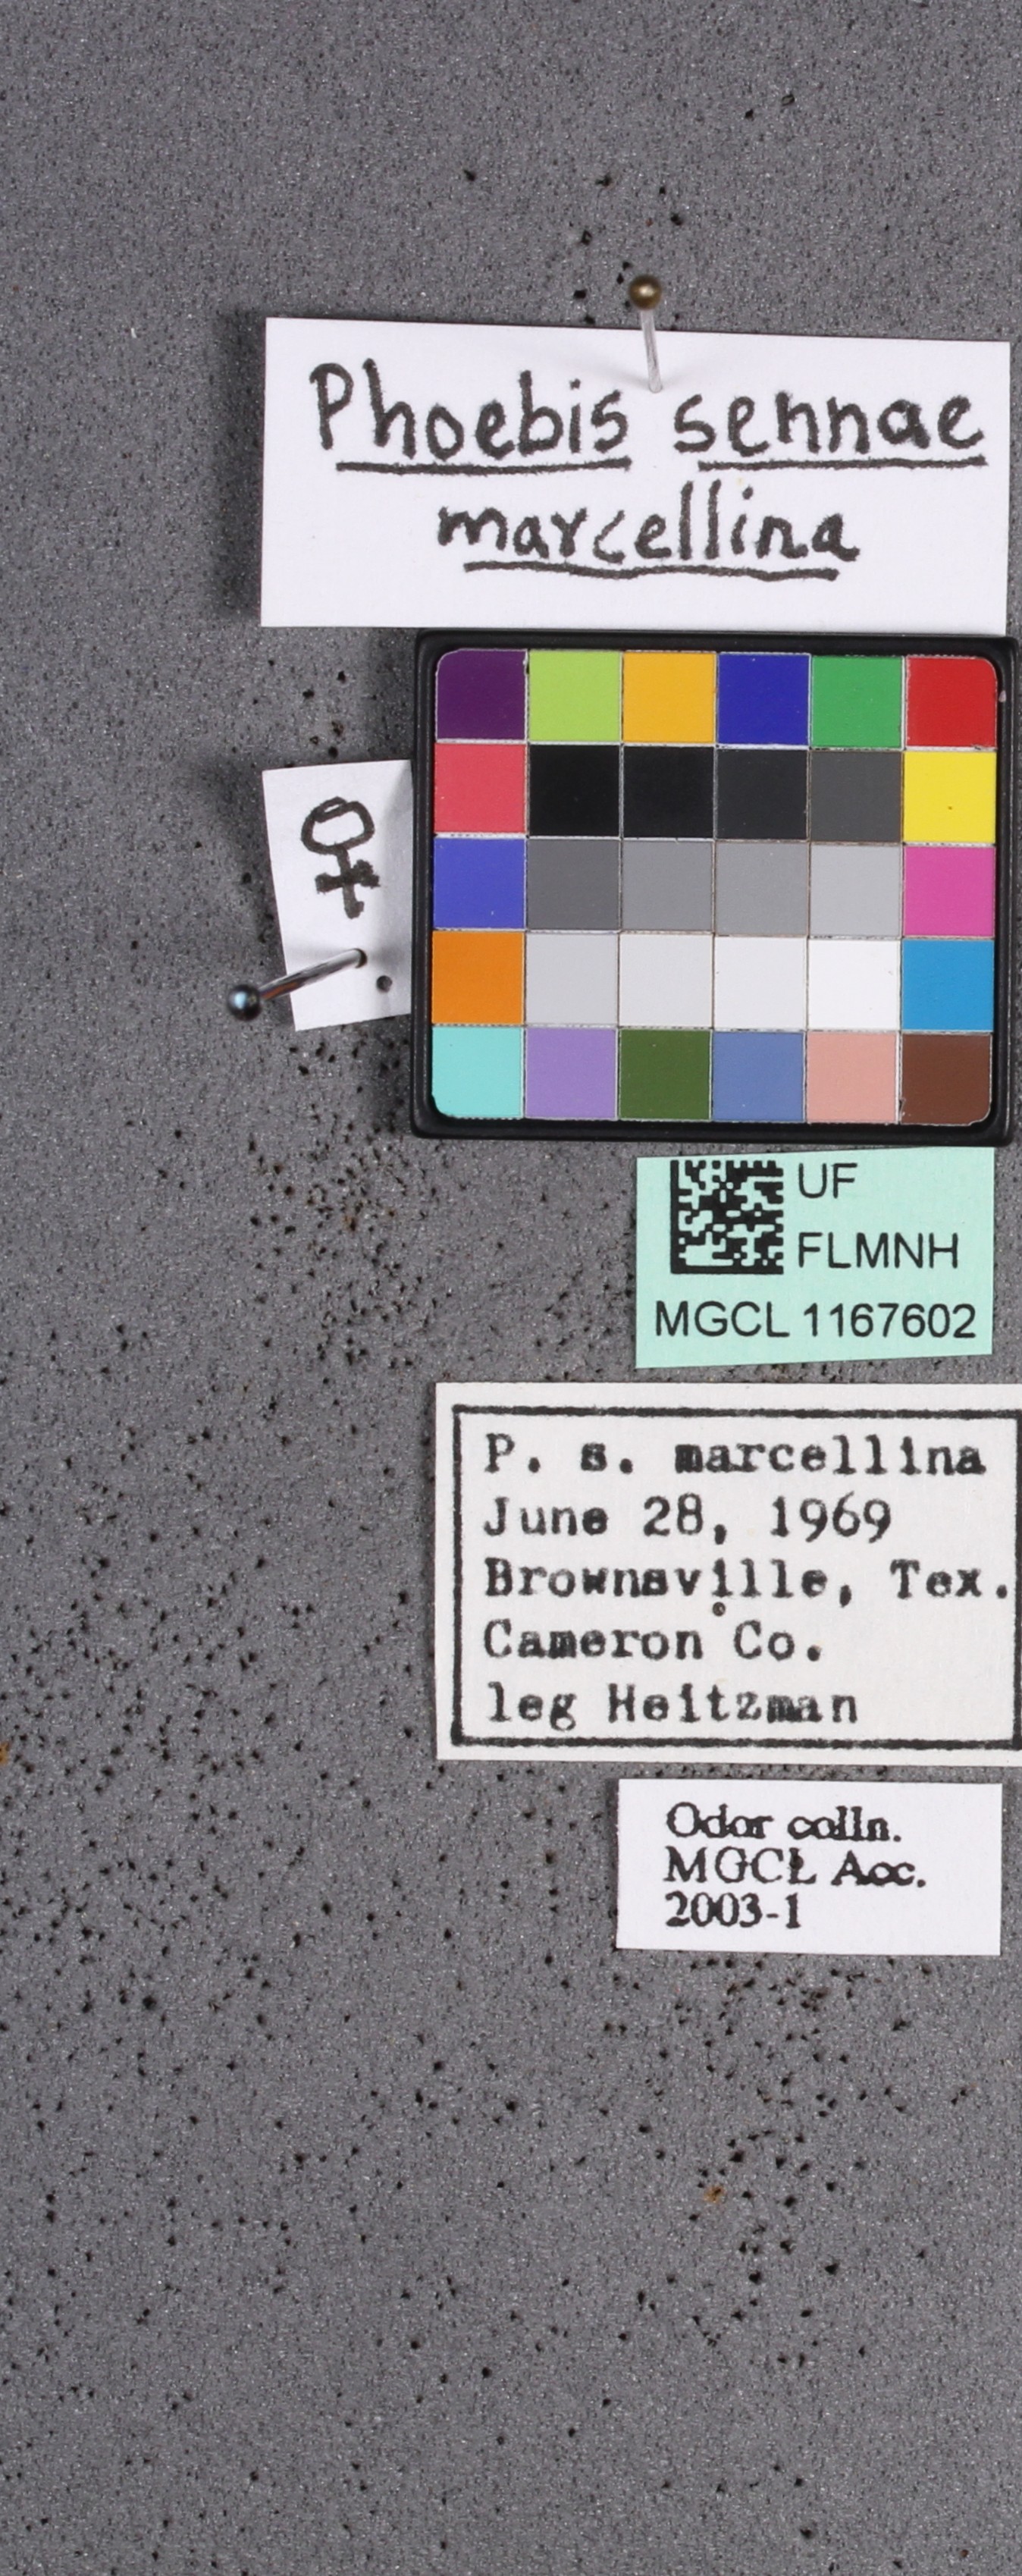 Phoebis sennae
marcellina
♀
UF
FLMNH
MGCL 1167602
P. s. marcellina
June 28, 1969
Brownsville, Tex.
Cameron Co.
leg Heitzman
Odor colln.
MGCL Acc.
2003-1